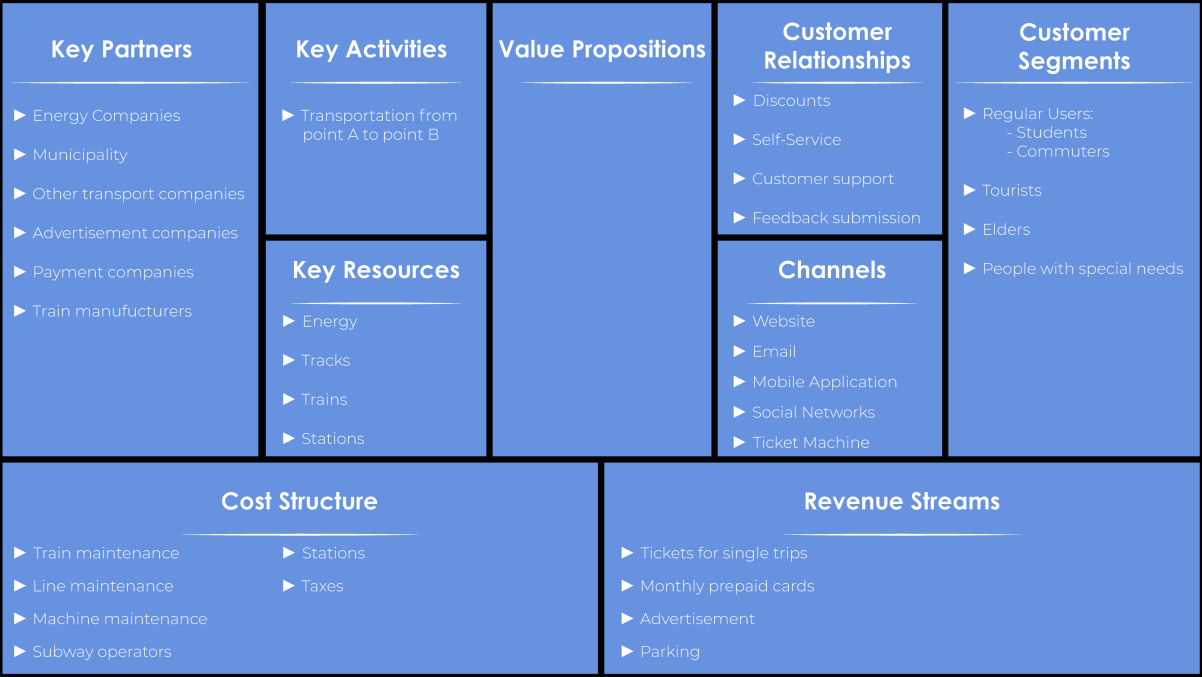 Key Partners
► Energy Companies
► Municipality
► Other transport companies
► Advertisement companies
► Payment companies
► Train manufucturers
Key Activities
► Transportation from
point A to point B
Key Resources
► Energy
► Tracks
► Trains
► Stations
Value Propositions
Customer
Relationships
► Discounts
► Self-Service
► Customer support
► Feedback submission
Channels
► Website
► Email
► Mobile Application
► Social Networks
► Ticket Machine
Customer
Segments
► Regular Users:
- Students
- Commuters
► Tourists
► Elders
► People with special needs
Cost Structure
► Train maintenance
► Line maintenance
► Machine maintenance
► Subway operators
► Stations
► Taxes
Revenue Streams
► Tickets for single trips
► Monthly prepaid cards
► Advertisement
► Parking